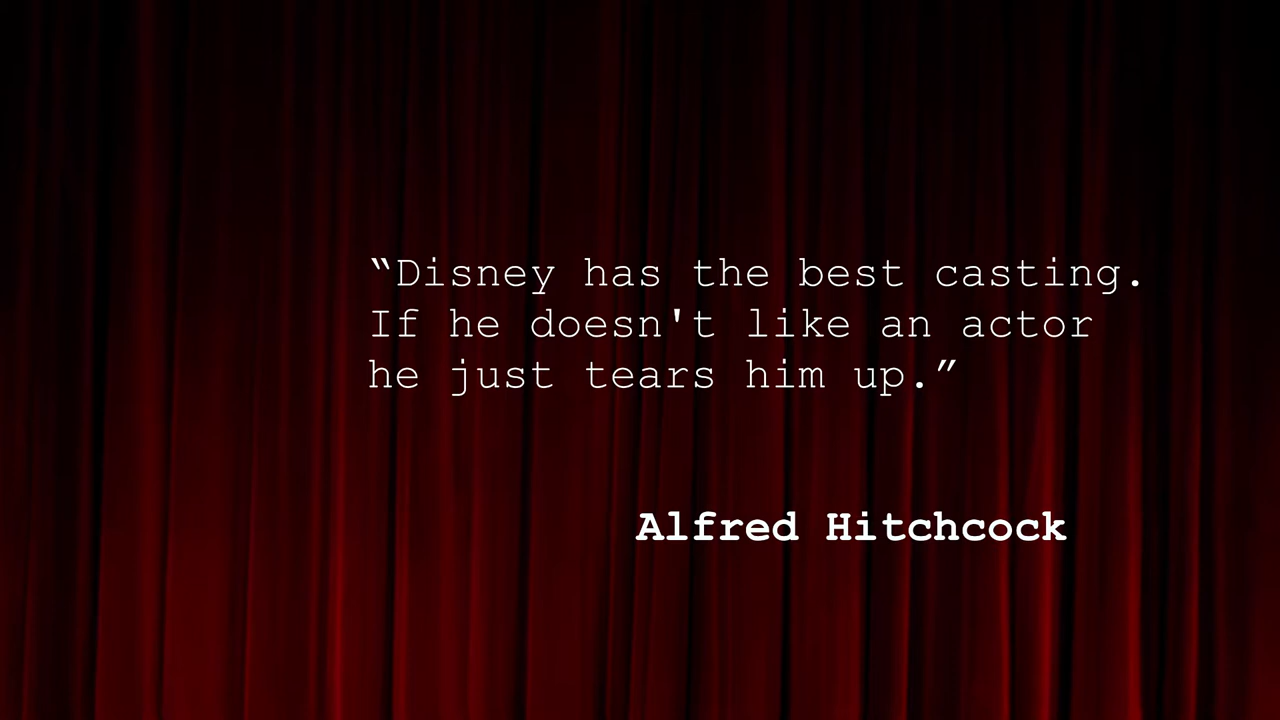 “Disney has the best casting.
If he doesn't like an actor
he just tears him up.”
Alfred Hitchcock